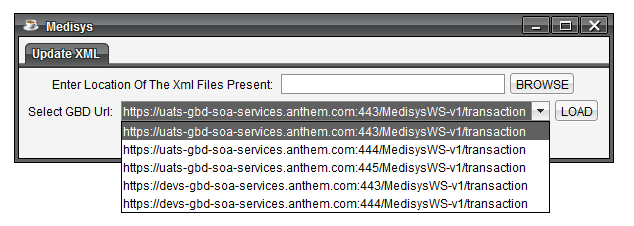 Medisys
Update XML
Enter Location Of The Xml Files Present: BROWSE
Select GBD Url: https://uats-gbd-soa-services.anthem.com:443/MedisysWS-v1/transaction LOAD
https://uats-gbd-soa-services.anthem.com:443/MedisysWS-v1/transaction
https://uats-gbd-soa-services.anthem.com:444/MedisysWS-v1/transaction
https://uats-gbd-soa-services.anthem.com:445/MedisysWS-v1/transaction
https://devs-gbd-soa-services.anthem.com:443/MedisysWS-v1/transaction
https://devs-gbd-soa-services.anthem.com:444/MedisysWS-v1/transaction